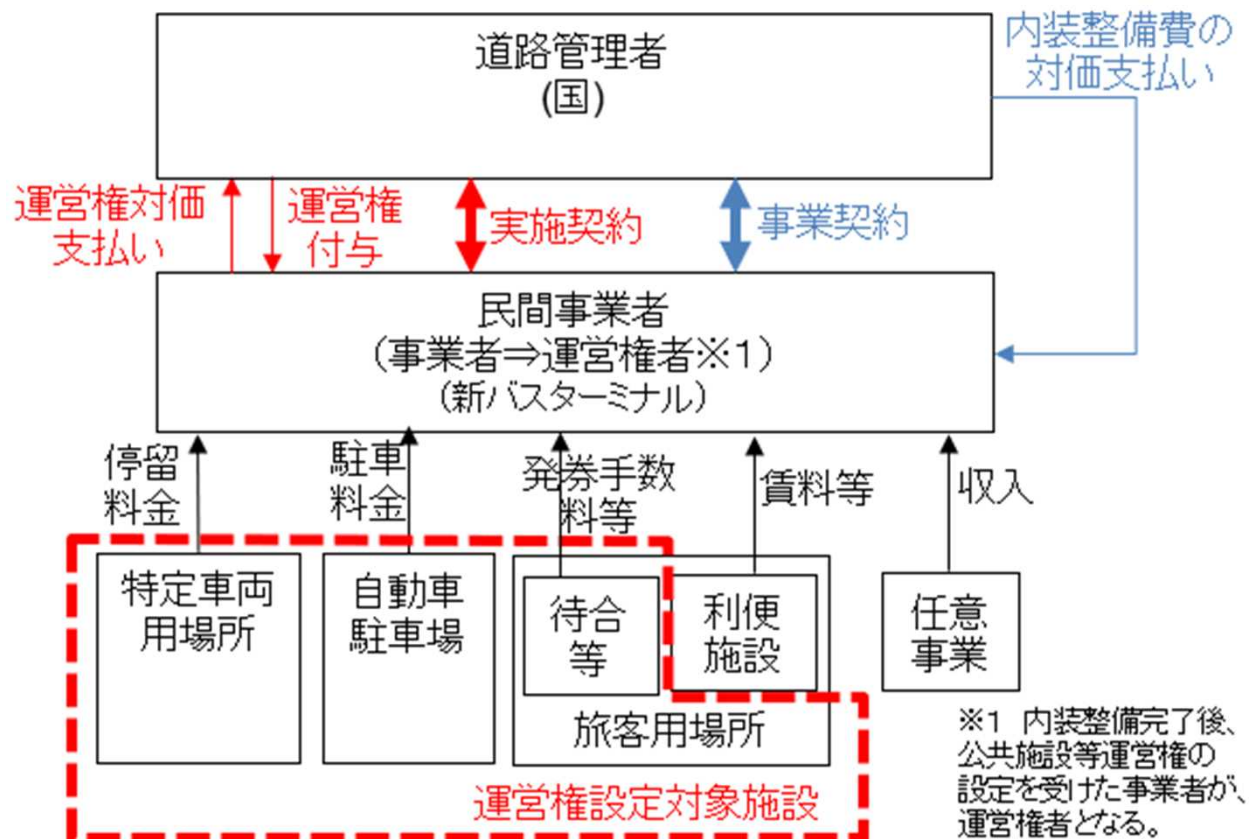 道路管理者
(国)
内装整備費の
対価支払い
運営権対価
支払い
運営権
付与
実施契約
事業契約
民間事業者
（事業者⇒運営権者※1）
（新バスターミナル）
停留
料金
駐車
料金
発券手数
料等
賃料等
収入
特定車両
用場所
自動車
駐車場
待合
等
利便
施設
任意
事業
旅客用場所
運営権設定対象施設
※1　内装整備完了後、
公共施設等運営権の
設定を受けた事業者が、
運営権者となる。